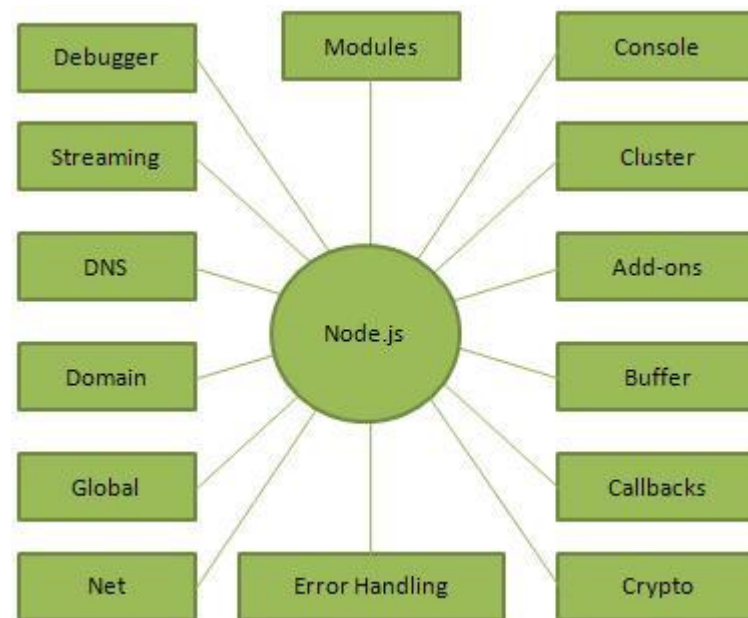 Debugger
Modules
Console
Streaming
Cluster
DNS
Add-ons
Node.js
Domain
Buffer
Global
Callbacks
Net
Error Handling
Crypto